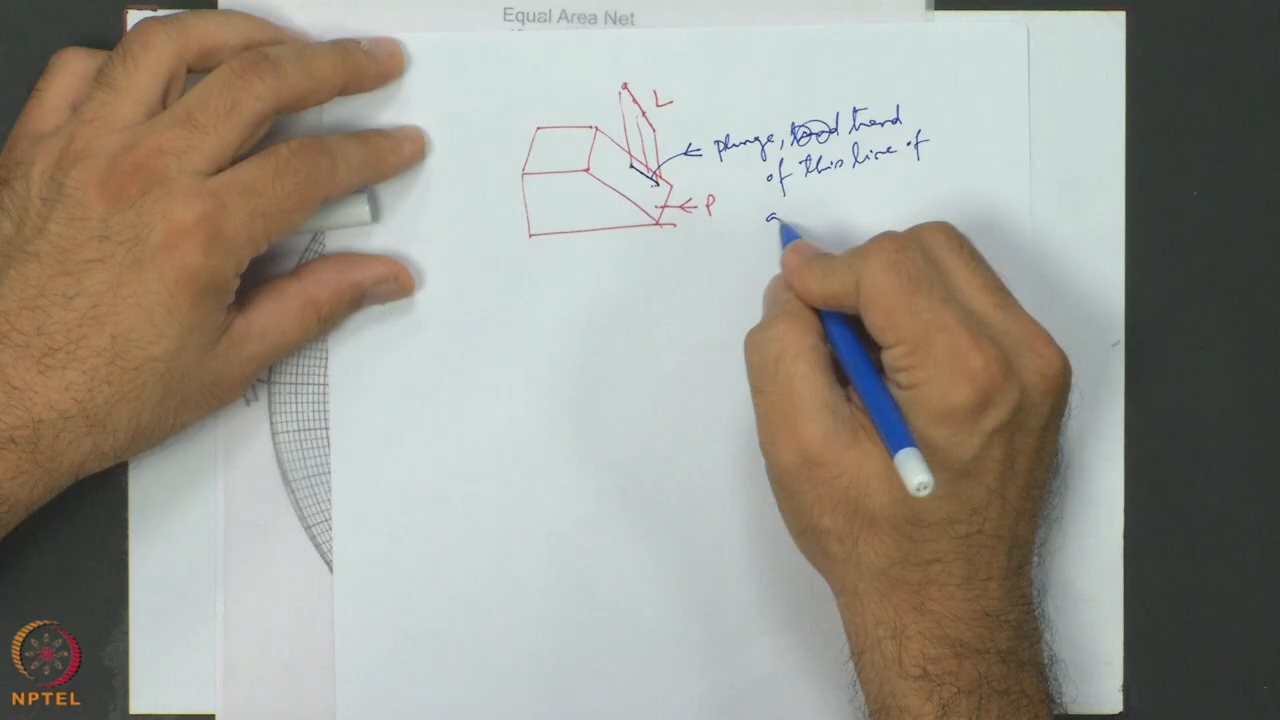 Equal Area Net
L
plunge, trend
of this line of
a
P
NPTEL